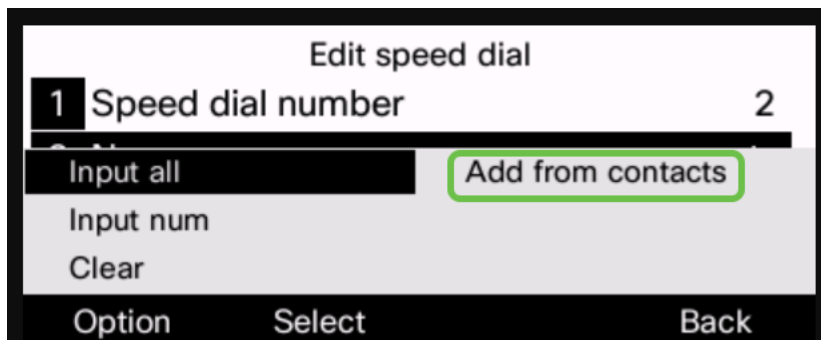 Edit speed dial
1 Speed dial number 2
Input all Add from contacts
Input num
Clear
Option Select Back